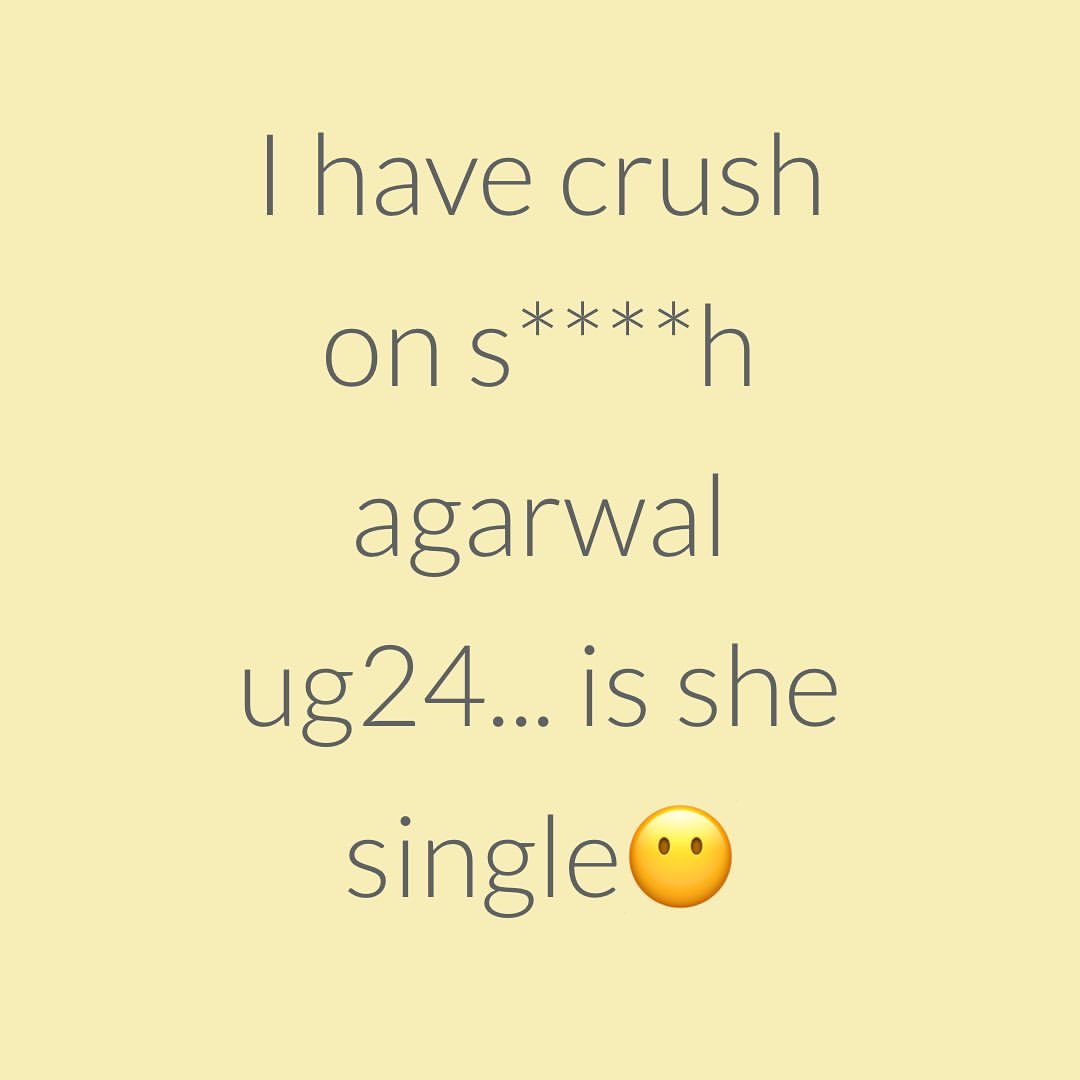 I have crush
on s****h
agarwal
ug24... is she
single😶